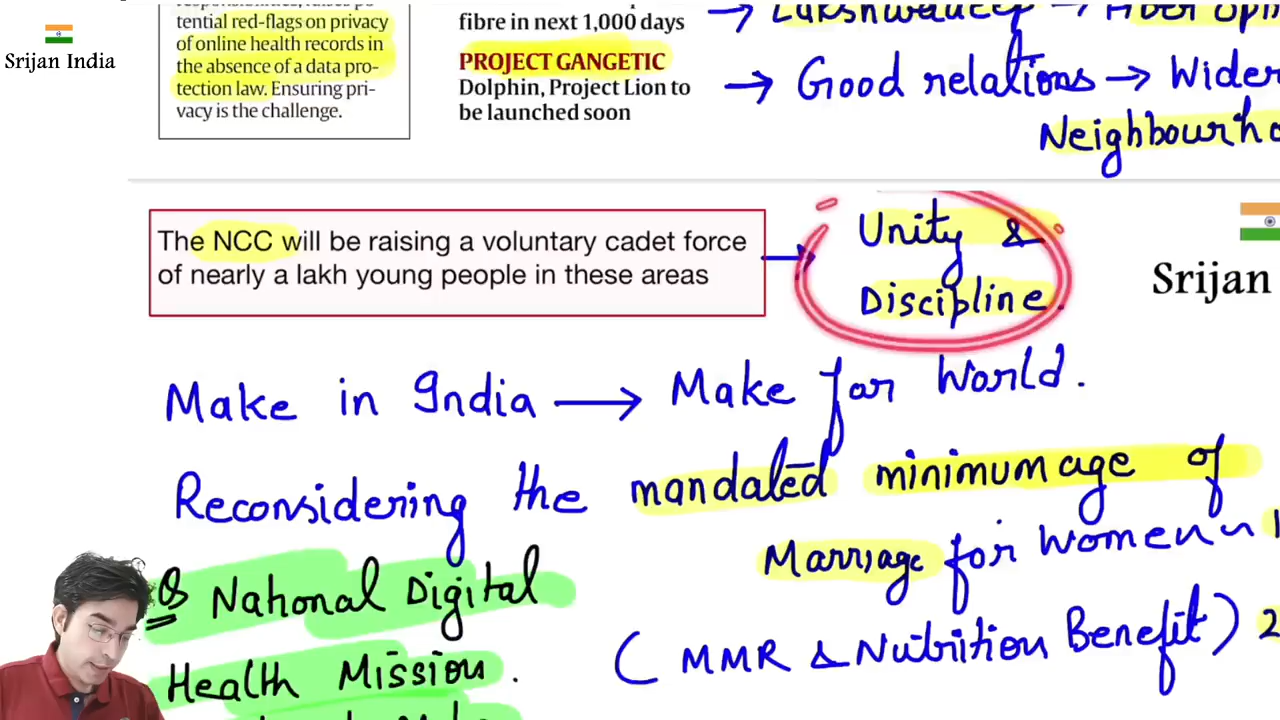 tential red-flags on privacy
of online health records in
the absence of a data pro-
tection law. Ensuring pri-
vacy is the challenge.
fibre in next 1,000 days
PROJECT GANGETIC
Dolphin, Project Lion to
be launched soon
→ Lakshwadeep → Fiber
→ Good relations → Wider
Srijan India
The NCC will be raising a voluntary cadet force
of nearly a lakh young people in these areas
Unity &
Discipline.
Srijan
Make in India → Make for World.
Reconsidering the mandated minimum age of
Marriage for women
Q National Digital
Health Mission.
( MMR & Nutrition Benefit)